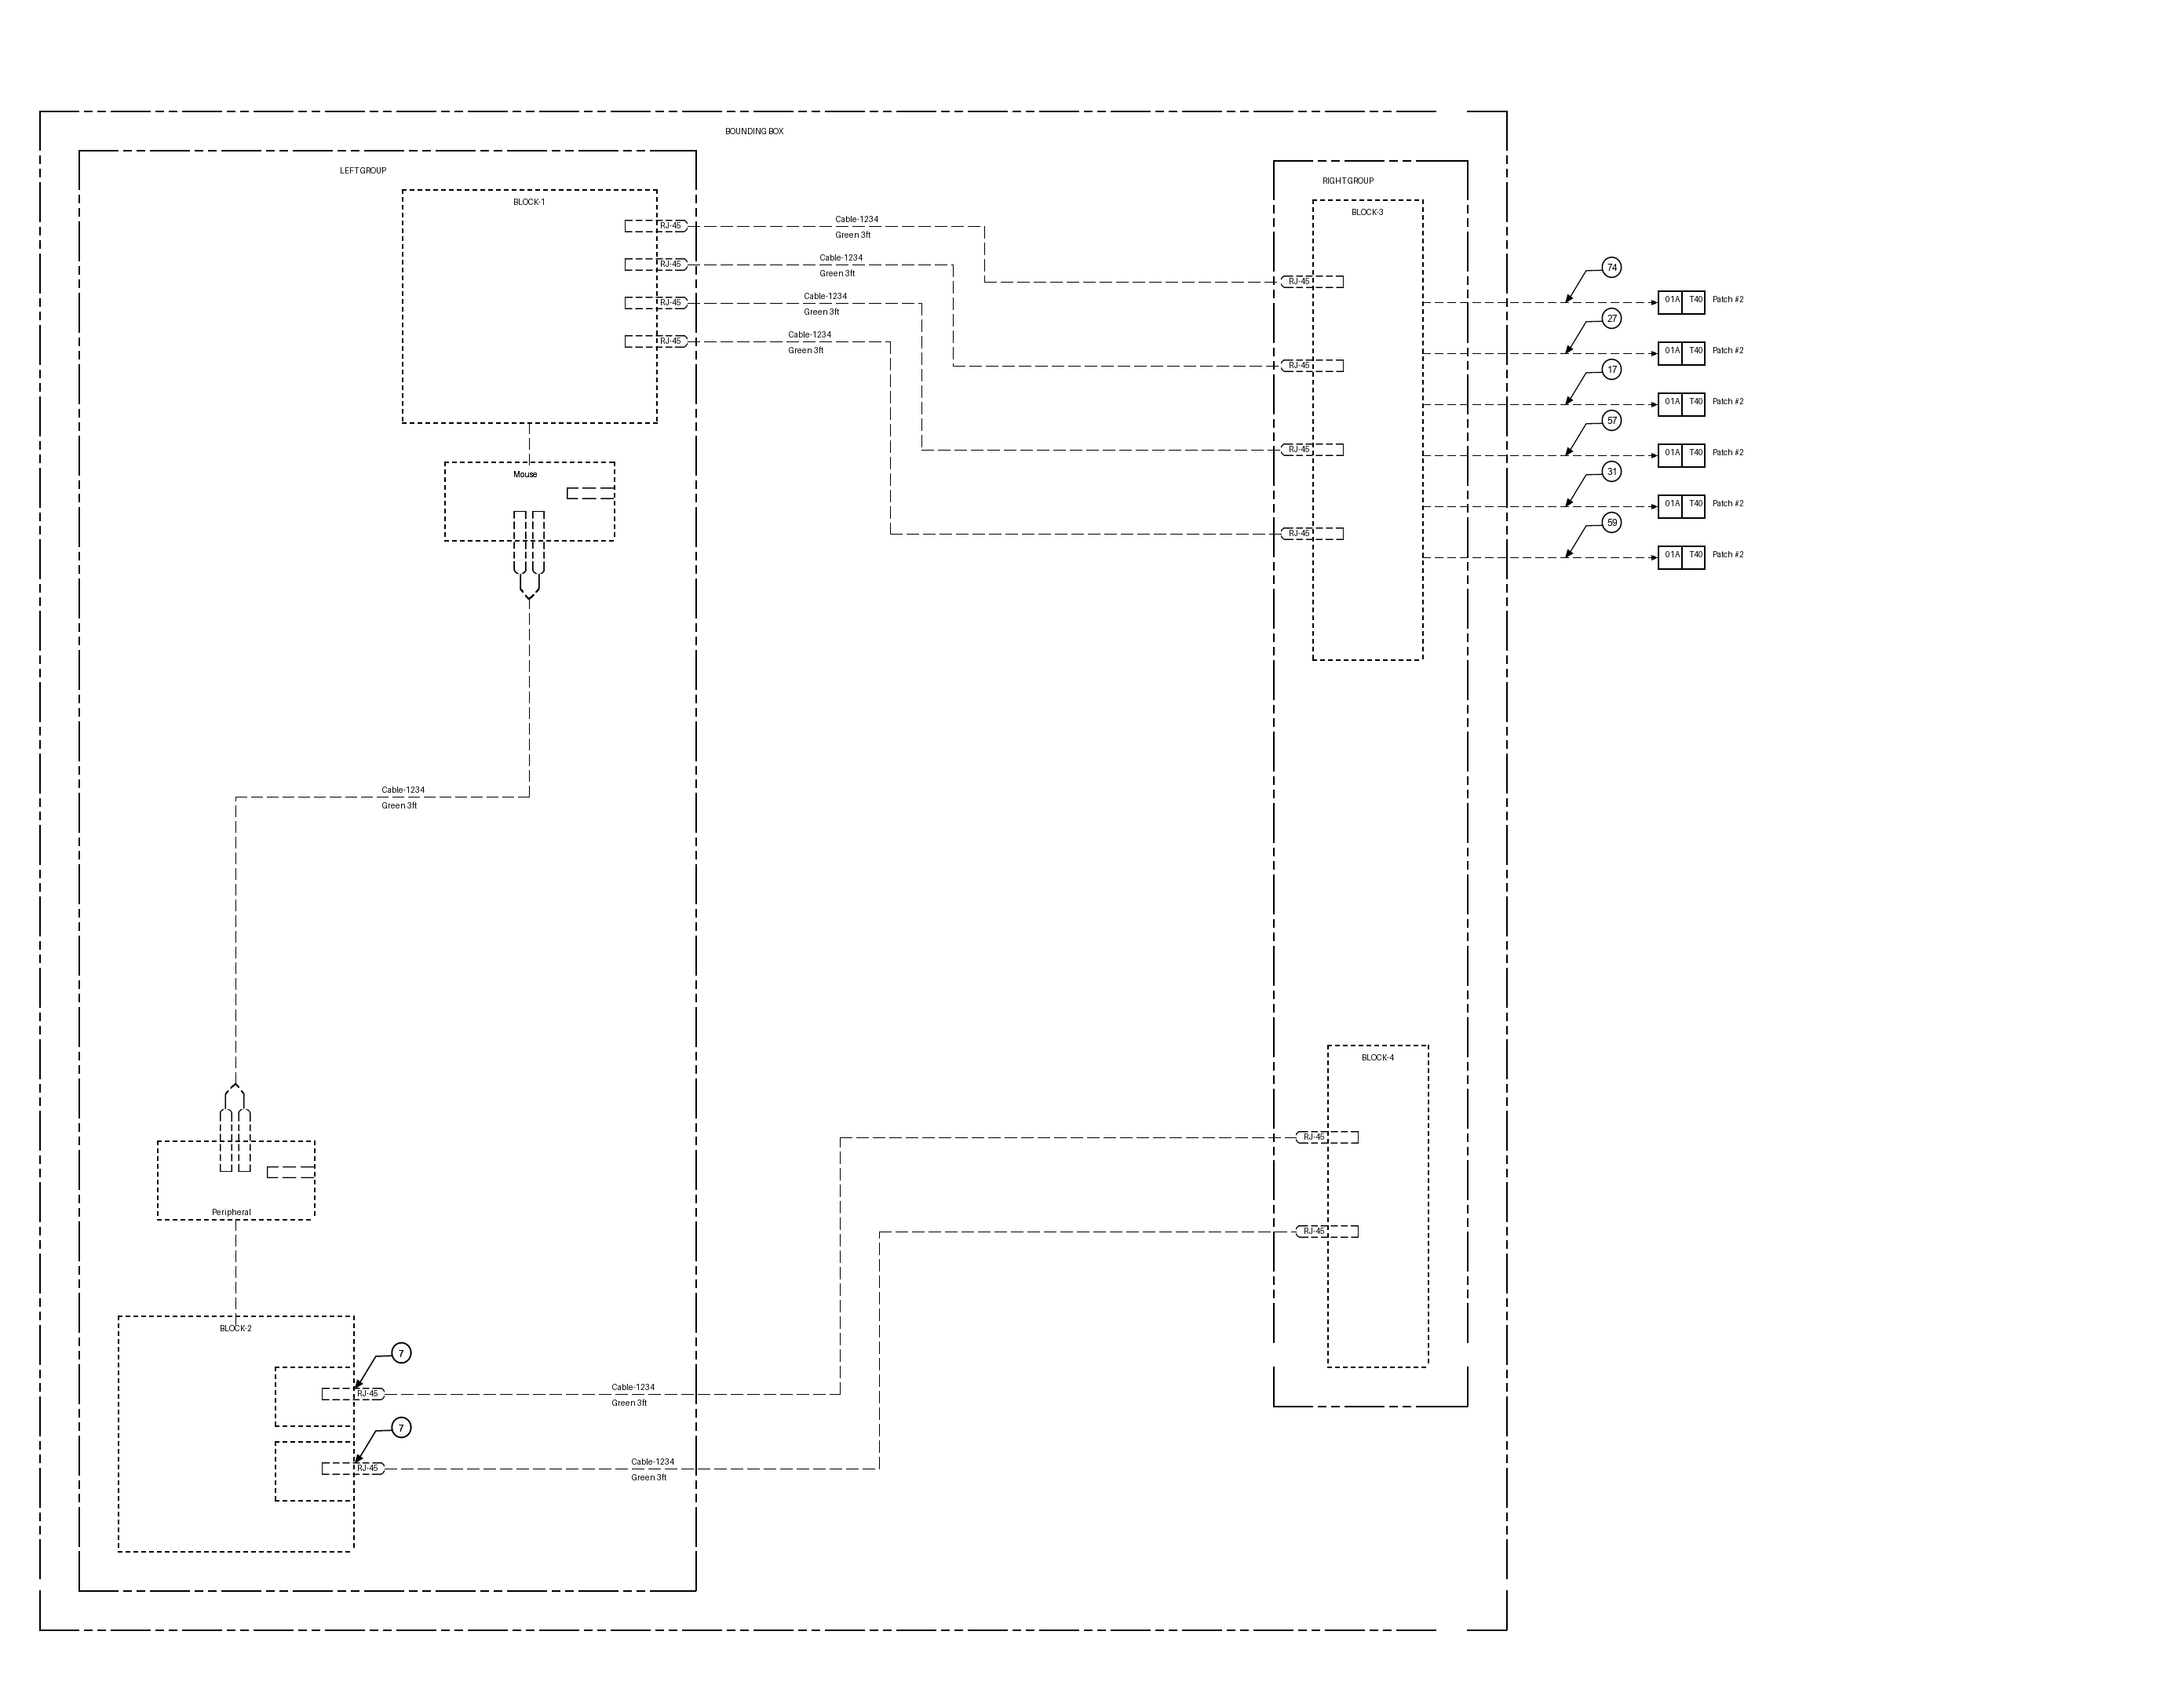 BOUNDING BOX
LEFT GROUP
BLOCK-1
RJ-45
RJ-45
RJ-45
RJ-45
Cable-1234
Green 3ft
Cable-1234
Green 3ft
Cable-1234
Green 3ft
Cable-1234
Green 3ft
Mouse
Cable-1234
Green 3ft
Peripheral
BLOCK-2
7
RJ-45
7
RJ-45
Cable-1234
Green 3ft
Cable-1234
Green 3ft
RIGHT GROUP
BLOCK-3
RJ-45
RJ-45
RJ-45
RJ-45
BLOCK-4
RJ-45
RJ-45
74
01A T40 Patch #2
27
01A T40 Patch #2
17
01A T40 Patch #2
57
01A T40 Patch #2
31
01A T40 Patch #2
59
01A T40 Patch #2